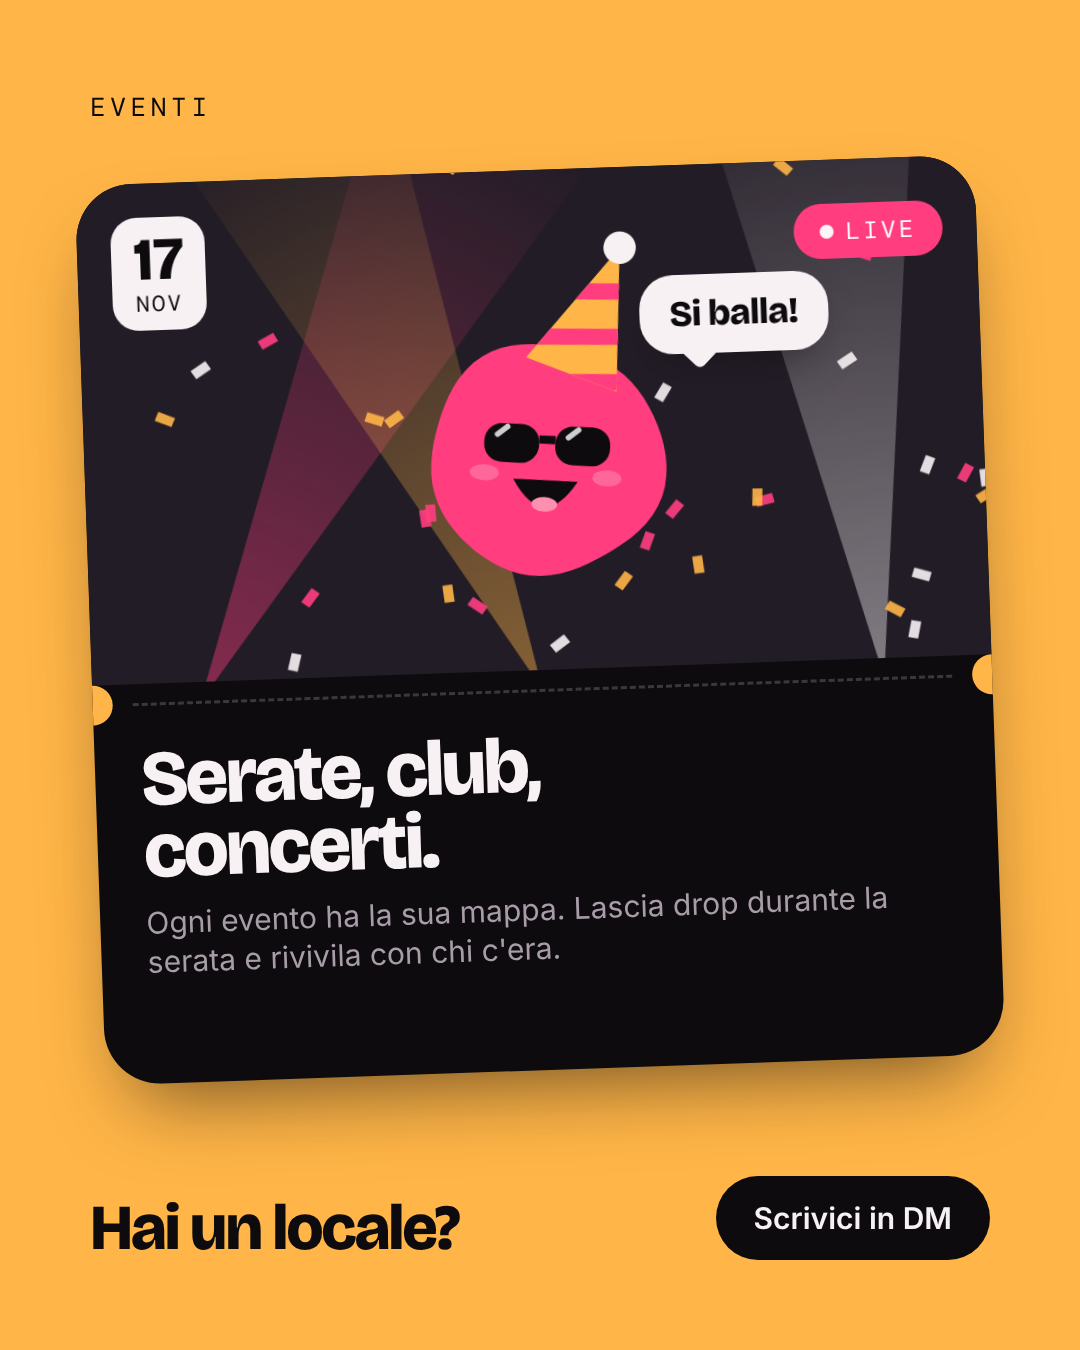 EVENTI
17
NOV
LIVE
Si balla!
Serate, club,
concerti.
Ogni evento ha la sua mappa. Lascia drop durante la
serata e rivivila con chi c'era.
Hai un locale?
Scrivici in DM